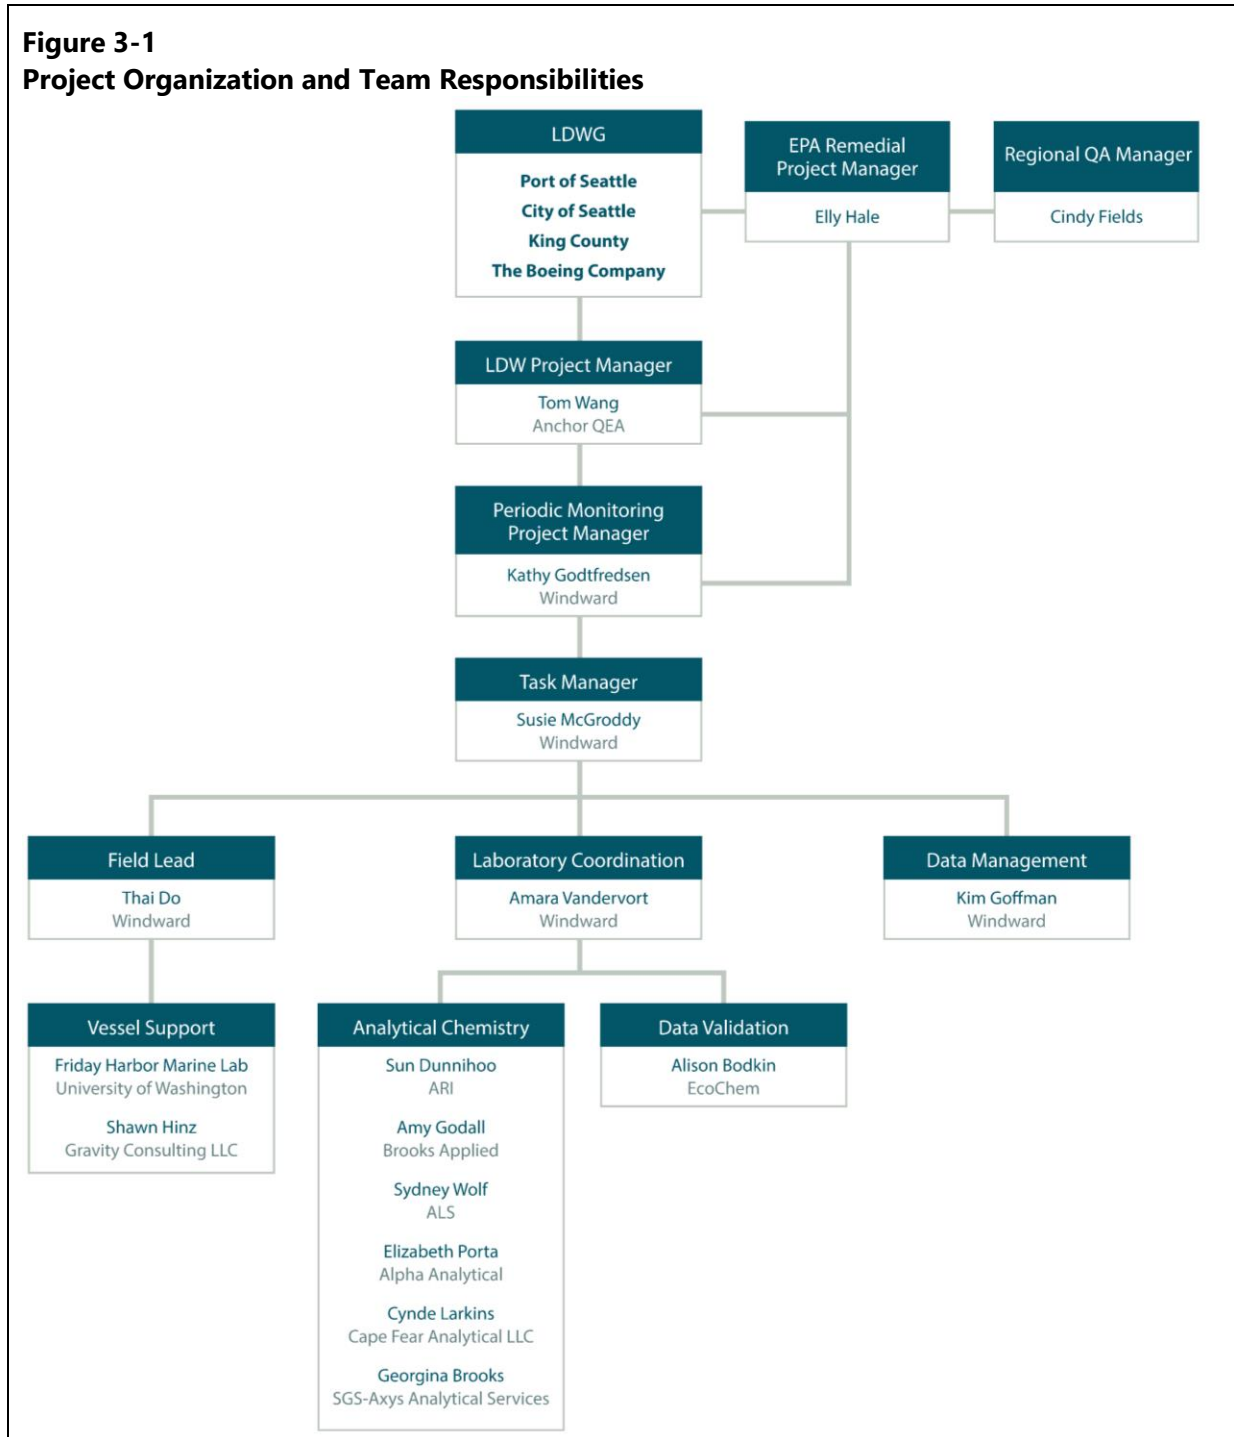 Figure 3-1
Project Organization and Team Responsibilities
LDWG
Port of Seattle
City of Seattle
King County
The Boeing Company
EPA Remedial
Project Manager
Elly Hale
Regional QA Manager
Cindy Fields
LDW Project Manager
Tom Wang
Anchor QEA
Periodic Monitoring
Project Manager
Kathy Godtfredsen
Windward
Task Manager
Susie McGroddy
Windward
Field Lead
Thai Do
Windward
Laboratory Coordination
Amara Vandervort
Windward
Data Management
Kim Goffman
Windward
Vessel Support
Friday Harbor Marine Lab
University of Washington
Shawn Hinz
Gravity Consulting LLC
Analytical Chemistry
Sun Dunnihoo
ARI
Amy Godall
Brooks Applied
Sydney Wolf
ALS
Elizabeth Porta
Alpha Analytical
Cynde Larkins
Cape Fear Analytical LLC
Georgina Brooks
SGS-Axys Analytical Services
Data Validation
Alison Bodkin
EcoChem